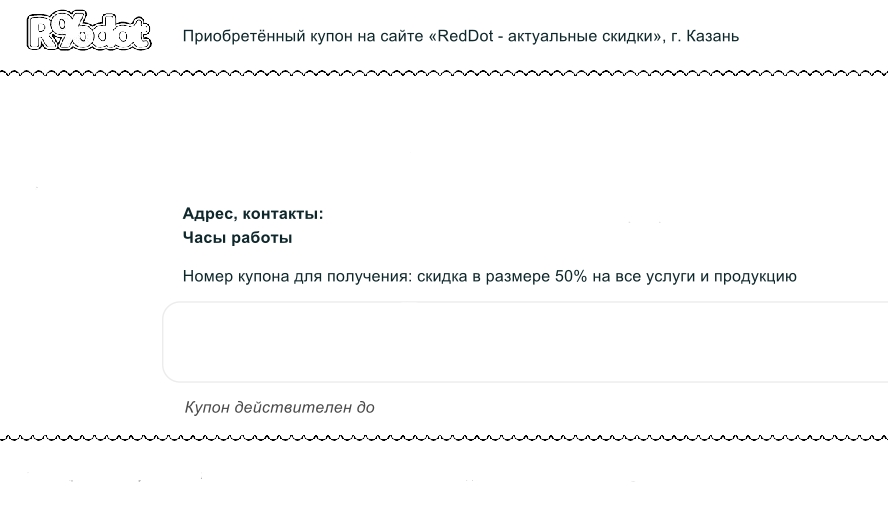 R%dot
Приобретённый купон на сайте «RedDot - актуальные скидки», г. Казань
Адрес, контакты:
Часы работы
Номер купона для получения: скидка в размере 50% на все услуги и продукцию
Купон действителен до